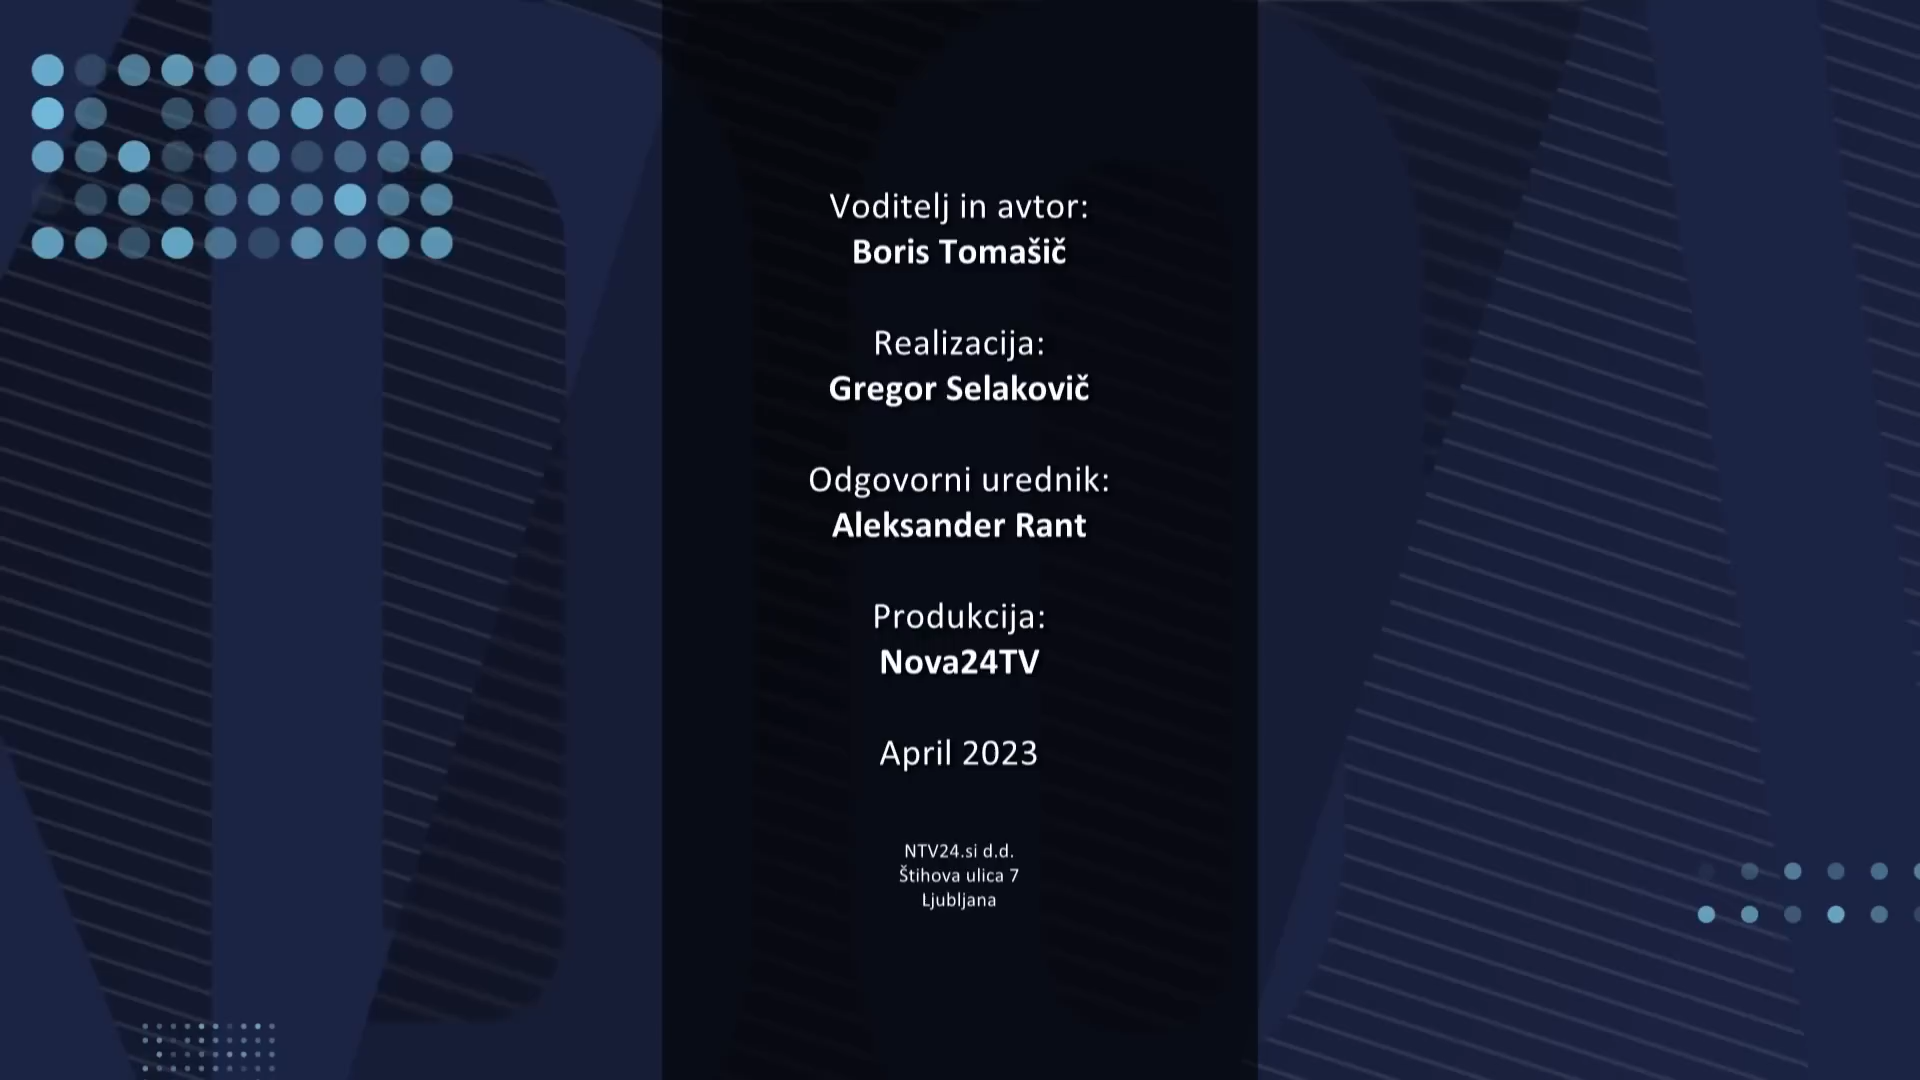 Voditelj in avtor:
Boris Tomašič
Realizacija:
Gregor Selakovič
Odgovorni urednik:
Aleksander Rant
Produkcija:
Nova24TV
April 2023
NTV24.si d.d.
Štihova ulica 7
Ljubljana